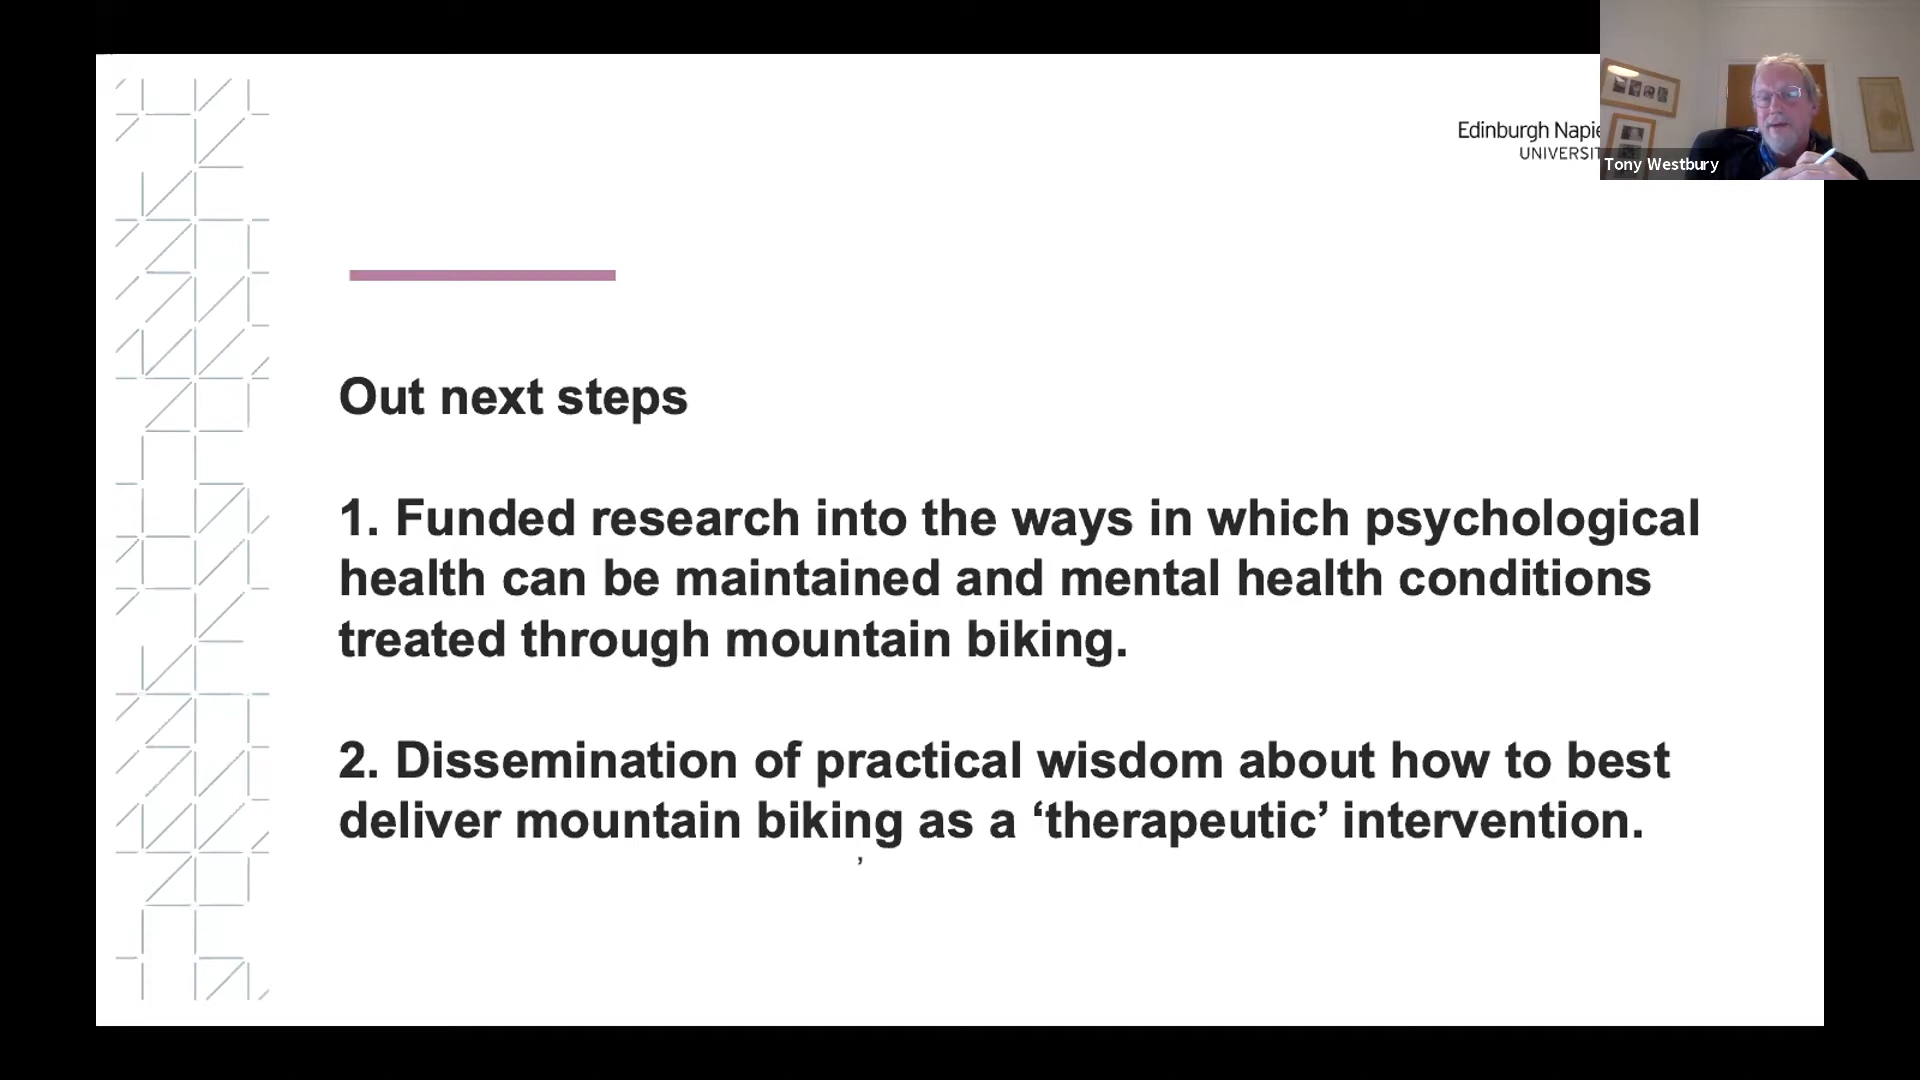 Edinburgh Napie
UNIVERSIT
Tony Westbury
Out next steps
1. Funded research into the ways in which psychological
health can be maintained and mental health conditions
treated through mountain biking.
2. Dissemination of practical wisdom about how to best
deliver mountain biking as a ‘therapeutic’ intervention.
,